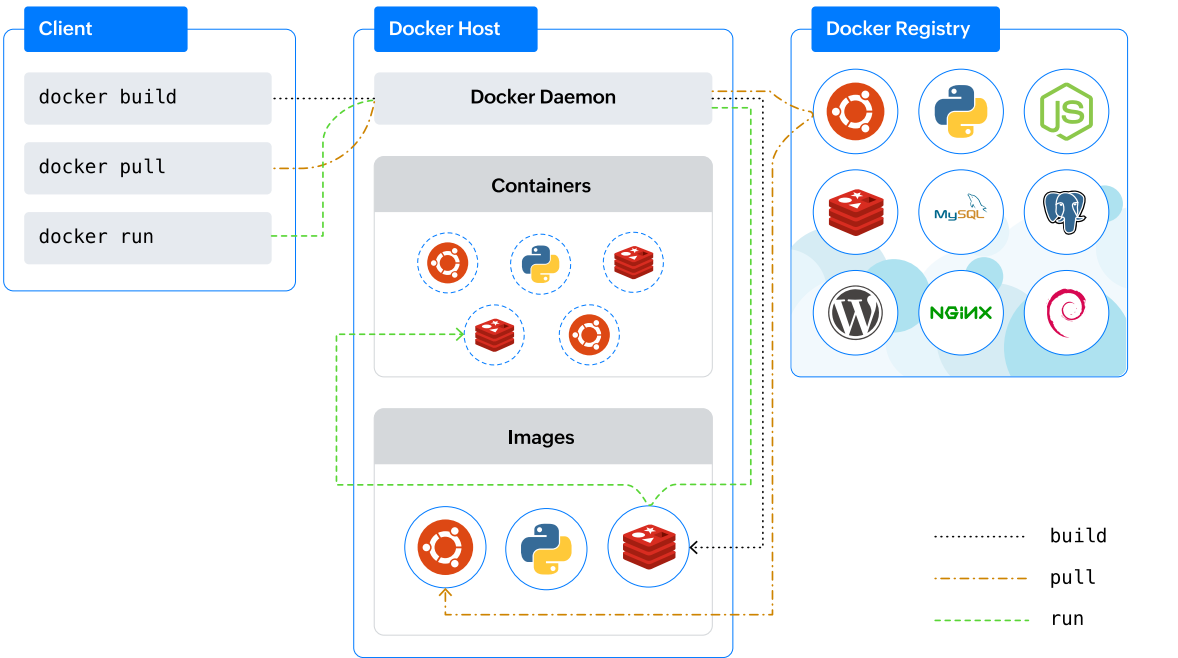 Client
docker build
docker pull
docker run
Docker Host
Docker Daemon
Containers
Images
Docker Registry
JS
MySQL
W
NGINX
build
pull
run